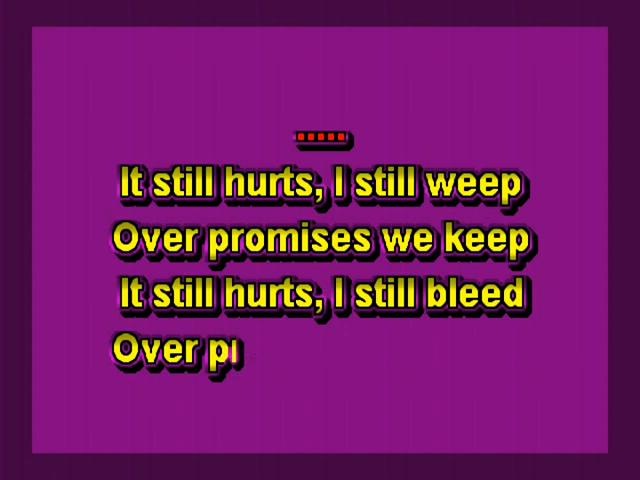 .....
It still hurts, I still weep
Over promises we keep
It still hurts, I still bleed
Over p